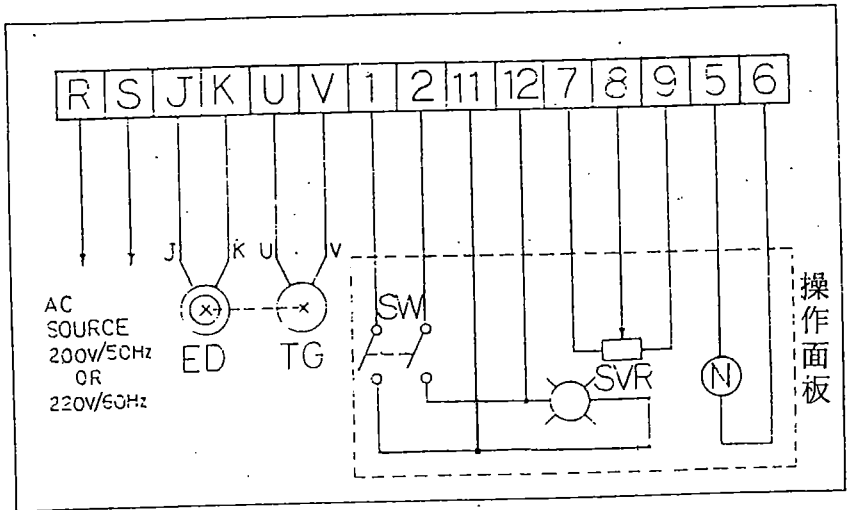 R S J K U V 1 2 11 12 7 8 9 5 6
J K U V
AC
SOURCE
200V/50Hz
OR
220V/60Hz
ED
TG
SW
SVR
N
操作面板